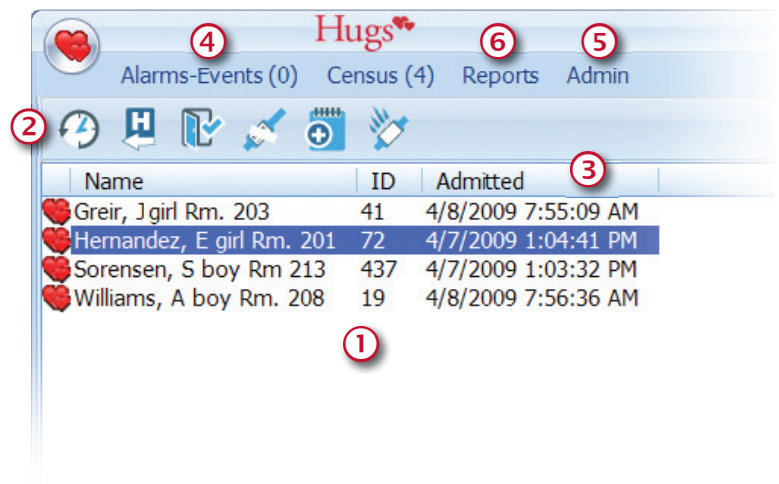 Hugs
4 6 5
Alarms-Events (0) Census (4) Reports Admin
2 H
3
Name ID Admitted
Greir, J girl Rm. 203 41 4/8/2009 7:55:09 AM
Hernandez, E girl Rm. 201 72 4/7/2009 1:04:41 PM
Sorensen, S boy Rm 213 437 4/7/2009 1:03:32 PM
Williams, A boy Rm. 208 19 4/8/2009 7:56:36 AM
1